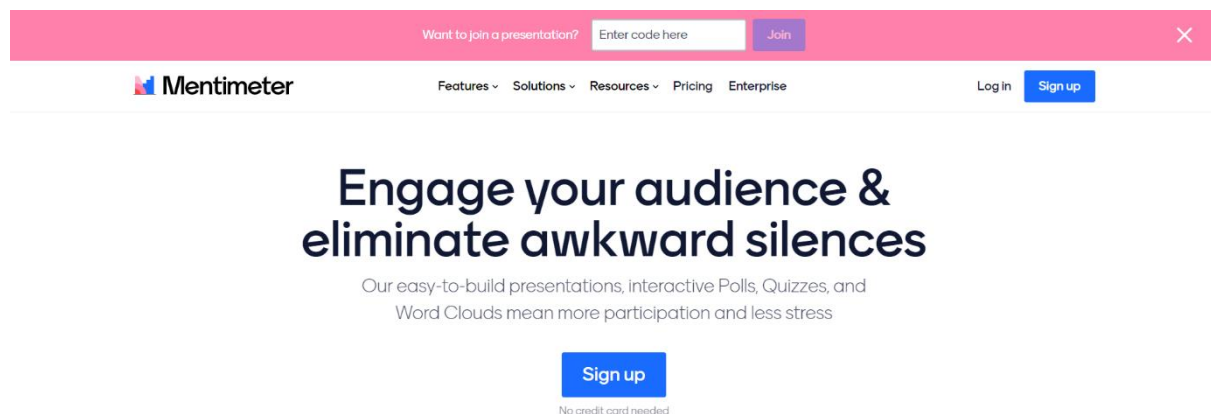 Want to join a presentation? Enter code here Join
Mentimeter Features Solutions Resources Pricing Enterprise Log in Sign up
Engage your audience &
eliminate awkward silences
Our easy-to-build presentations, interactive Polls, Quizzes, and
Word Clouds mean more participation and less stress
Sign up
No credit card needed